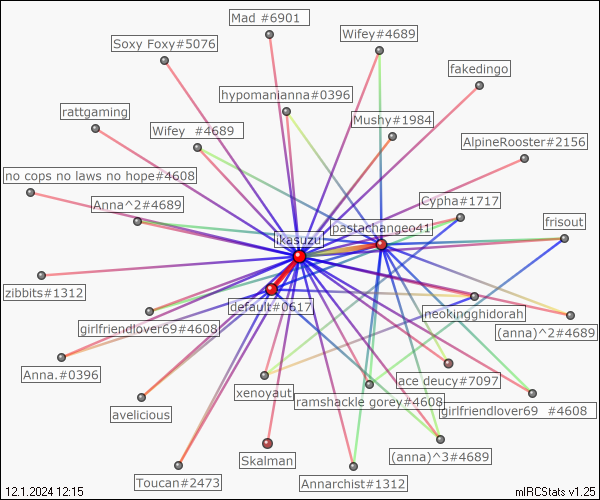 Mad #6901
Soxy Foxy#5076
Wifey#4689
fakedingo
hypomanianna#0396
rattgaming
Wifey  #4689
Mushy#1984
AlpineRooster#2156
no cops no laws no hope#4608
Anna^2#4689
Cypha#1717
frisout
pastachangeo41
ikasuzu
zibbits#1312
default#0617
neokingghidorah
girlfriendlover69#4608
(anna)^2#4689
Anna.#0396
xenoyaut
ace deucy#7097
ramshackle gorey#4608
avelicious
girlfriendlover69  #4608
Skalman
(anna)^3#4689
Toucan#2473
Annarchist#1312
12.1.2024 12:15
mIRCStats v1.25